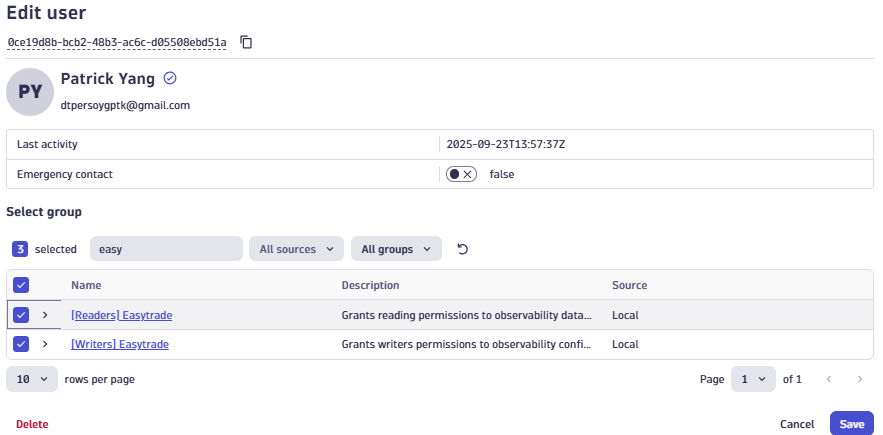 Edit user
0ce19d8b-bcb2-48b3-ac6c-d05508ebd51a
PY
Patrick Yang
dtpersoygptk@gmail.com
Last activity 2025-09-23T13:57:37Z
Emergency contact false
Select group
3 selected easy All sources All groups
Name Description Source
[Readers] Easytrade Grants reading permissions to observability data... Local
[Writers] Easytrade Grants writers permissions to observability confi... Local
10 rows per page Page 1 of 1
Delete Cancel Save